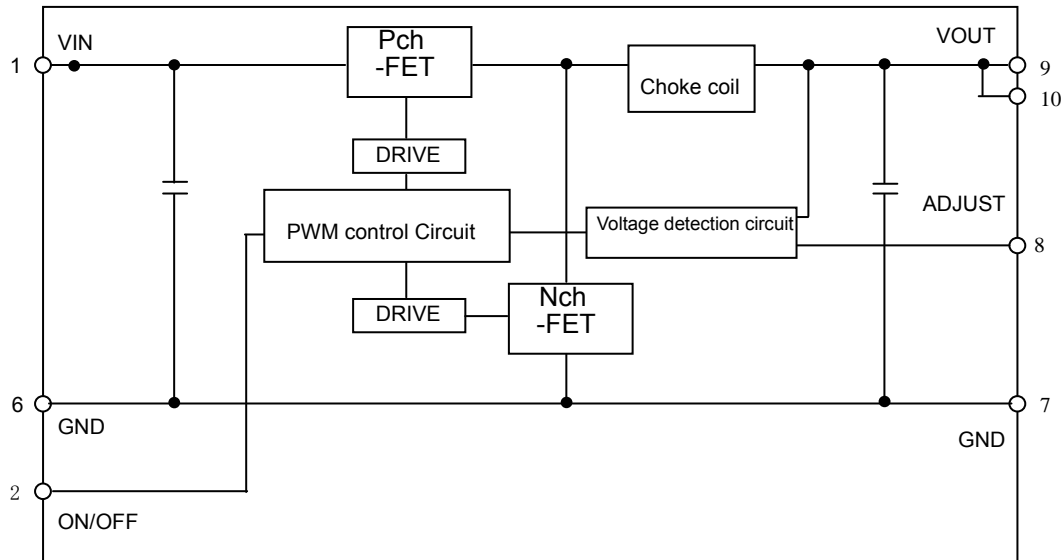 VIN
1
Pch
-FET
Choke coil
VOUT
9
10
DRIVE
PWM control Circuit
Voltage detection circuit
ADJUST
8
DRIVE
Nch
-FET
6
GND
7
GND
2
ON/OFF